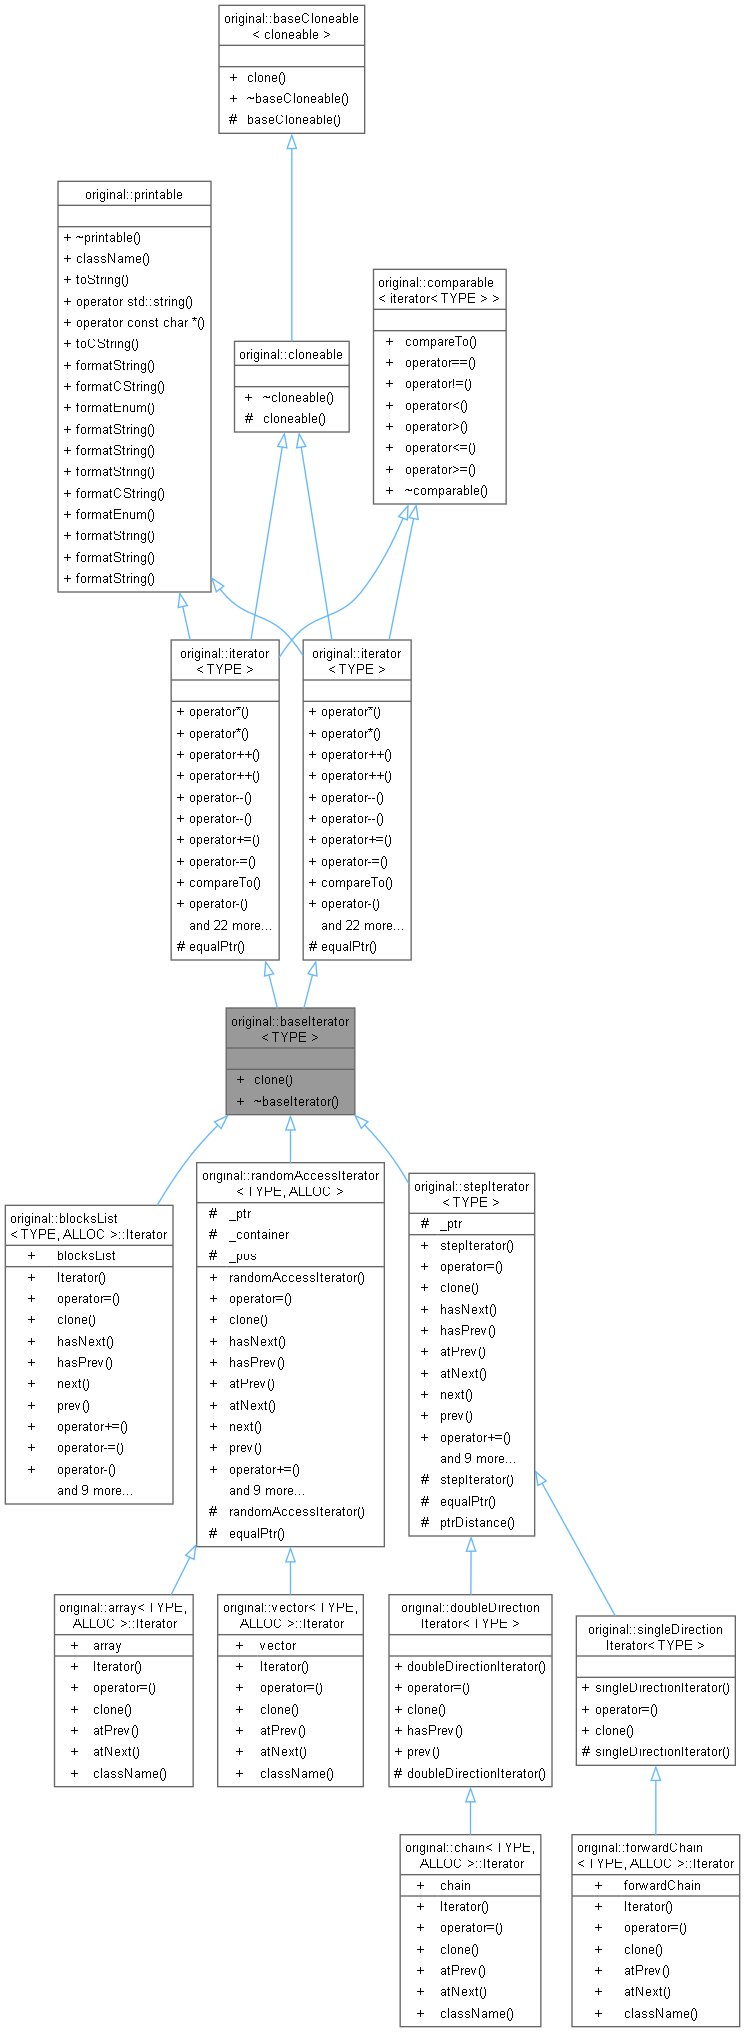 original::baseCloneable
< cloneable >
+ clone()
+ ~baseCloneable()
# baseCloneable()
original::printable
+ ~printable()
+ className()
+ toString()
+ operator std::string()
+ operator const char *()
+ toCString()
+ formatString()
+ formatCString()
+ formatEnum()
+ formatString()
+ formatString()
+ formatString()
+ formatCString()
+ formatEnum()
+ formatString()
+ formatString()
+ formatString()
original::cloneable
+ ~cloneable()
# cloneable()
original::comparable
< iterator< TYPE > >
+ compareTo()
+ operator==()
+ operator!=()
+ operator<()
+ operator>()
+ operator<=()
+ operator>=()
+ ~comparable()
original::iterator
< TYPE >
+ operator*()
+ operator*()
+ operator++()
+ operator++()
+ operator--()
+ operator--()
+ operator+=()
+ operator-=()
+ compareTo()
+ operator-()
and 22 more...
# equalPtr()
original::iterator
< TYPE >
+ operator*()
+ operator*()
+ operator++()
+ operator++()
+ operator--()
+ operator--()
+ operator+=()
+ operator-=()
+ compareTo()
+ operator-()
and 22 more...
# equalPtr()
original::baseIterator
< TYPE >
+ clone()
+ ~baseIterator()
original::blocksList
< TYPE, ALLOC >::Iterator
+ blocksList
+ Iterator()
+ operator=()
+ clone()
+ hasNext()
+ hasPrev()
+ next()
+ prev()
+ operator+=()
+ operator-=()
+ operator-()
and 9 more...
original::randomAccessIterator
< TYPE, ALLOC >
# _ptr
# _container
# _pos
+ randomAccessIterator()
+ operator=()
+ clone()
+ hasNext()
+ hasPrev()
+ atPrev()
+ atNext()
+ next()
+ prev()
+ operator+=()
and 9 more...
# randomAccessIterator()
# equalPtr()
original::stepIterator
< TYPE >
# _ptr
+ stepIterator()
+ operator=()
+ clone()
+ hasNext()
+ hasPrev()
+ atPrev()
+ atNext()
+ next()
+ prev()
+ operator+=()
and 9 more...
# stepIterator()
# equalPtr()
# ptrDistance()
original::array< TYPE,
ALLOC >::Iterator
+ array
+ Iterator()
+ operator=()
+ clone()
+ atPrev()
+ atNext()
+ className()
original::vector< TYPE,
ALLOC >::Iterator
+ vector
+ Iterator()
+ operator=()
+ clone()
+ atPrev()
+ atNext()
+ className()
original::doubleDirection
Iterator< TYPE >
+ doubleDirectionIterator()
+ operator=()
+ clone()
+ hasPrev()
+ prev()
# doubleDirectionIterator()
original::singleDirection
Iterator< TYPE >
+ singleDirectionIterator()
+ operator=()
+ clone()
# singleDirectionIterator()
original::chain< TYPE,
ALLOC >::Iterator
+ chain
+ Iterator()
+ operator=()
+ clone()
+ atPrev()
+ atNext()
+ className()
original::forwardChain
< TYPE, ALLOC >::Iterator
+ forwardChain
+ Iterator()
+ operator=()
+ clone()
+ atPrev()
+ atNext()
+ className()